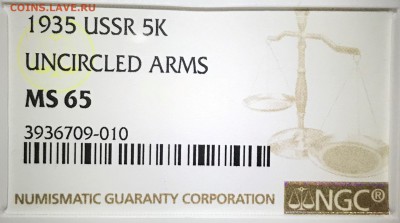 COINS.LAVE.RU
1935 USSR 5K
UNCIRCLED ARMS
MS 65
3936709-010
NUMISMATIC GUARANTY CORPORATION
NGC®